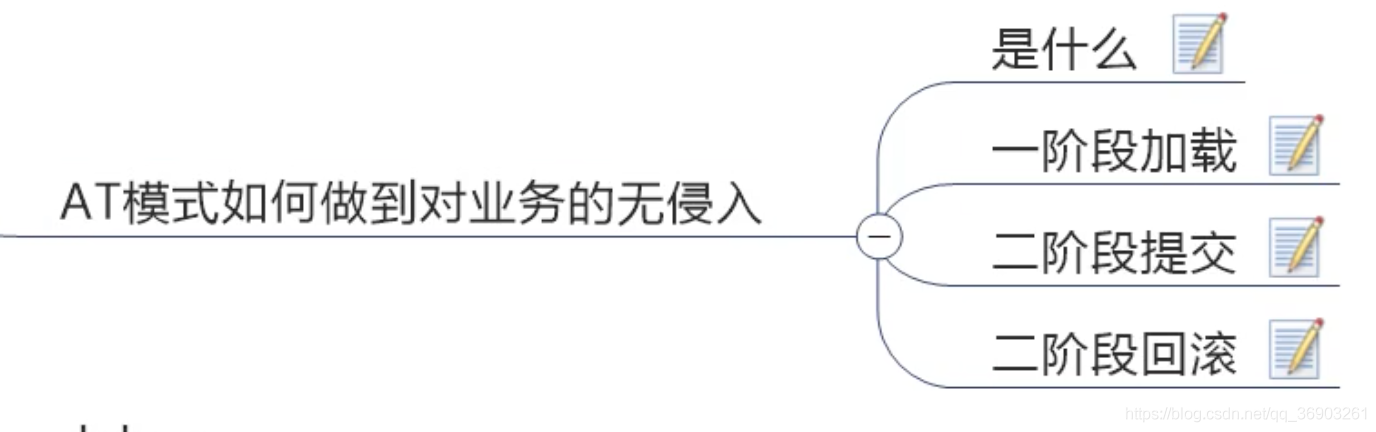 是什么
一阶段加载
AT模式如何做到对业务的无侵入
二阶段提交
二阶段回滚
https://blog.csdn.net/qq_36903261